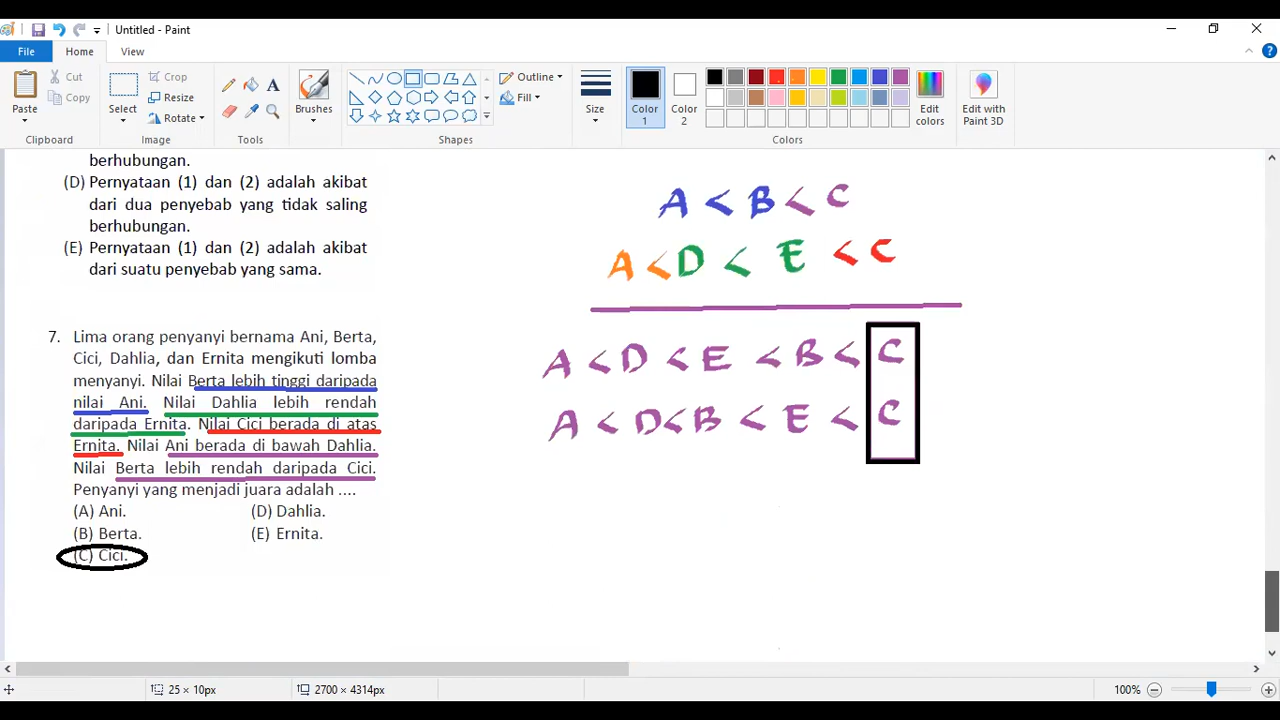 Untitled - Paint
File Home View
Paste
Cut
Copy
Clipboard
Select
Crop
Resize
Rotate
Image
A
Tools
Brushes
Outline
Fill
Shapes
Size
Color 1
Color 2
Edit colors
Colors
Edit with Paint 3D
berhubungan.
(D) Pernyataan (1) dan (2) adalah akibat
dari dua penyebab yang tidak saling
berhubungan.
(E) Pernyataan (1) dan (2) adalah akibat
dari suatu penyebab yang sama.
7. Lima orang penyanyi bernama Ani, Berta,
Cici, Dahlia, dan Ernita mengikuti lomba
menyanyi. Nilai Berta lebih tinggi daripada
nilai Ani. Nilai Dahlia lebih rendah
daripada Ernita. Nilai Cici berada di atas
Ernita. Nilai Ani berada di bawah Dahlia.
Nilai Berta lebih rendah daripada Cici.
Penyanyi yang menjadi juara adalah ....
(A) Ani. (D) Dahlia.
(B) Berta. (E) Ernita.
(C) Cici.
A < B < C
A < D < E < C
A < D < E < B < C
A < D < B < E < C
25 × 10px
2700 × 4314px
100%